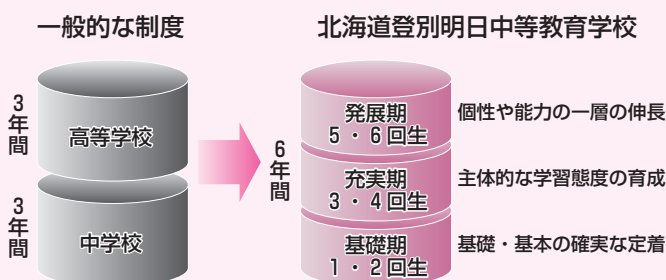 一般的な制度
北海道登別明日中等教育学校
3年間
高等学校
3年間
中学校
6年間
発展期
5・6回生
個性や能力の一層の伸長
充実期
3・4回生
主体的な学習態度の育成
基礎期
1・2回生
基礎・基本の確実な定着